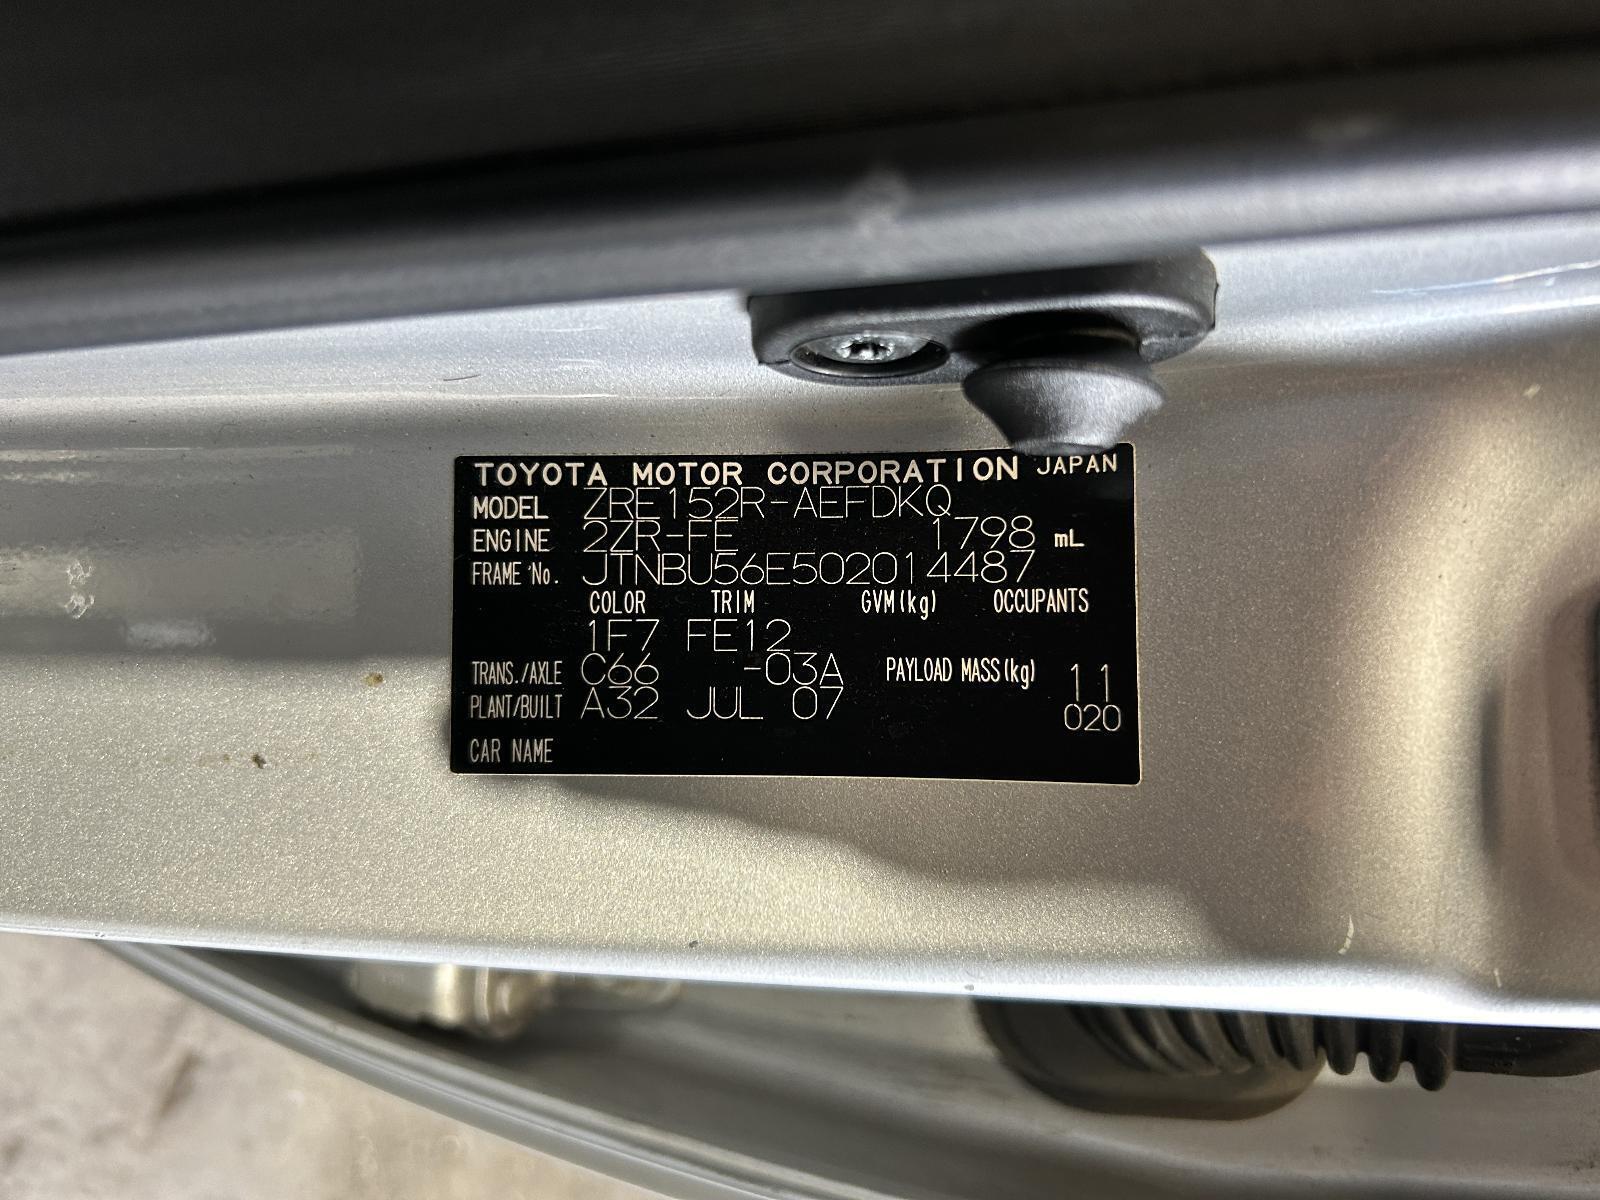 TOYOTA MOTOR CORPORATION JAPAN
MODEL ZRE152R-AEFDKQ
ENGINE 2ZR-FE 1798 mL
FRAME No. JTNBU56E502014487
COLOR TRIM GVM(kg) OCCUPANTS
1F7 FE12
TRANS./AXLE C66 -03A PAYLOAD MASS(kg) 11
PLANT/BUILT A32 JUL 07 020
CAR NAME